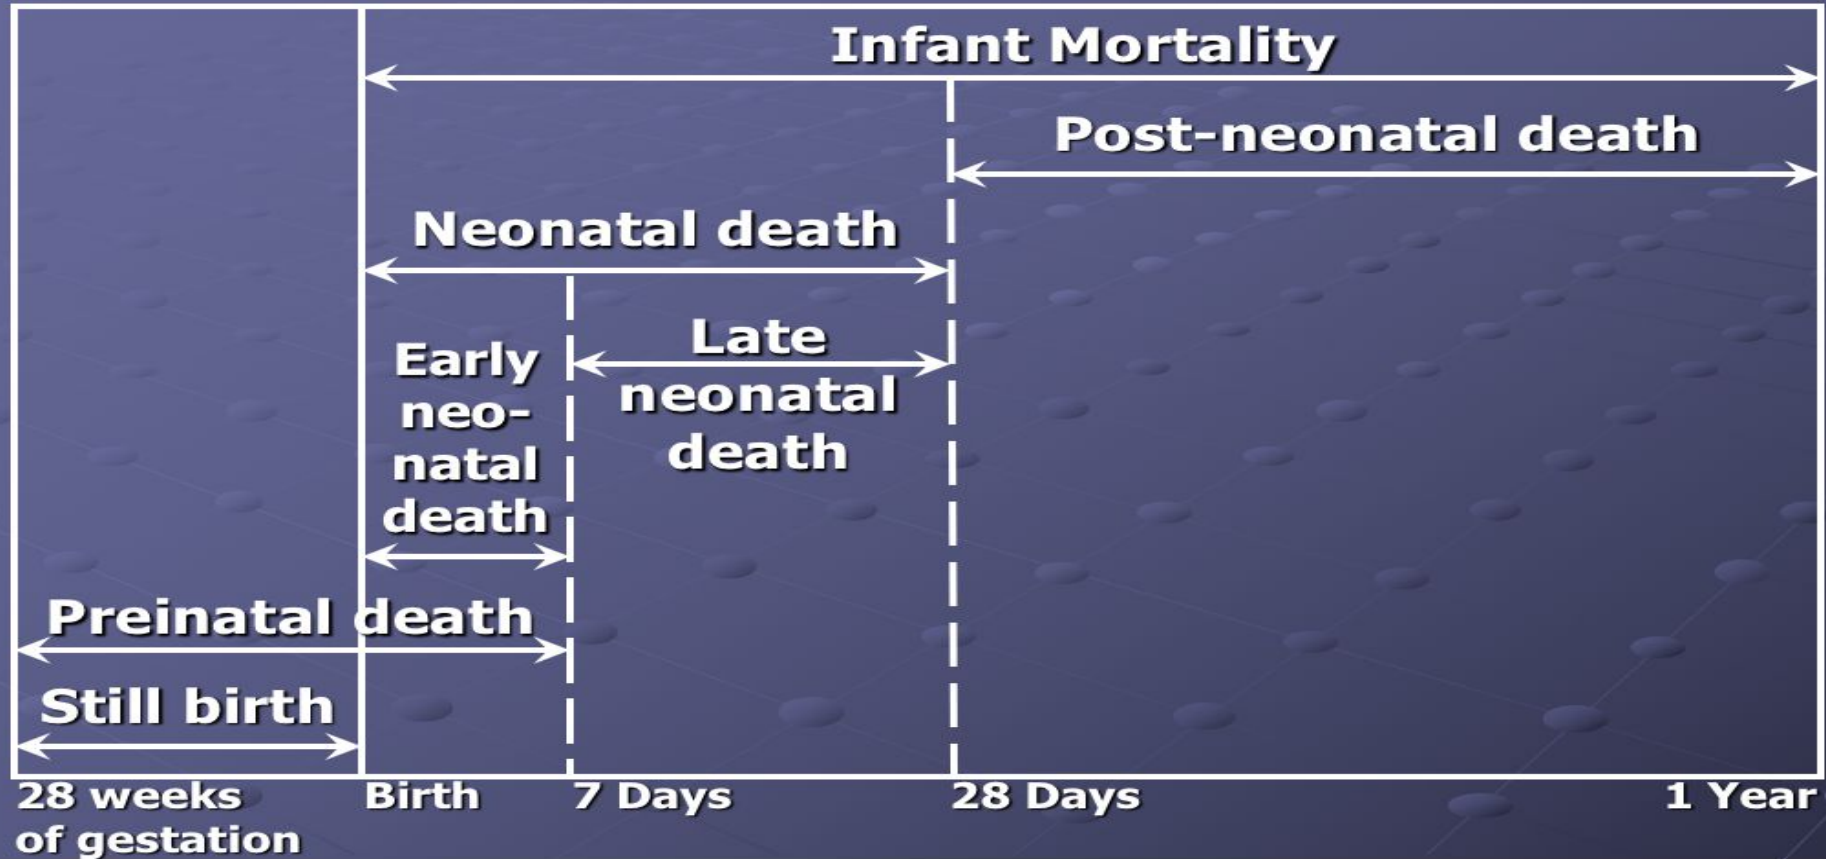 Infant Mortality
Post-neonatal death
Neonatal death
Late
neonatal
death
Early
neo-
natal
death
Preinatal death
Still birth
28 weeks
of gestation
Birth
7 Days
28 Days
1 Year